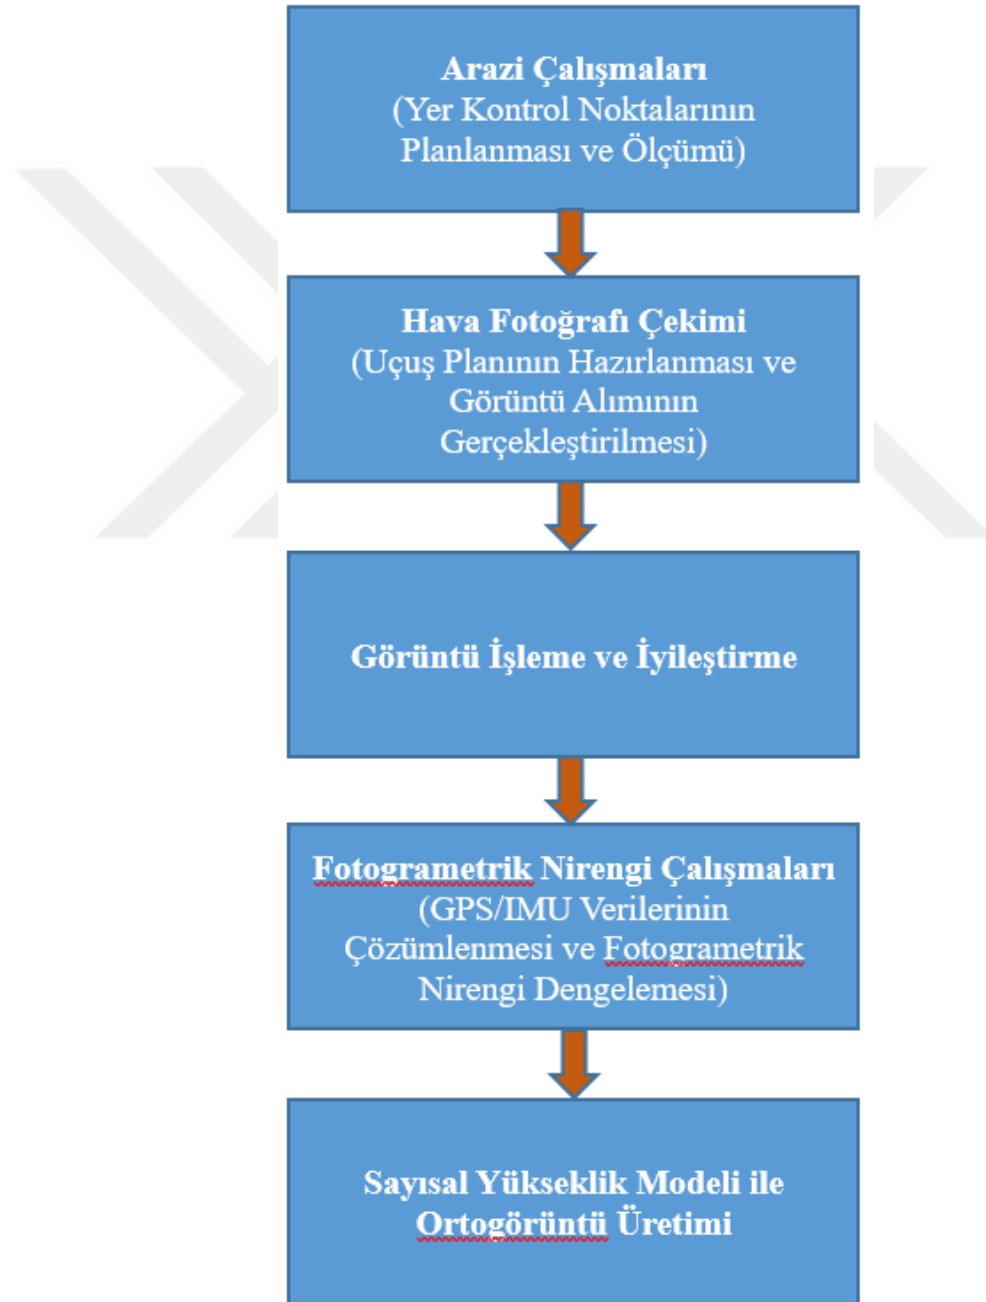 Arazi Çalışmaları
(Yer Kontrol Noktalarının
Planlanması ve Ölçümü)
Hava Fotoğrafı Çekimi
(Uçuş Planının Hazırlanması ve
Görüntü Alımının
Gerçekleştirilmesi)
Görüntü İşleme ve İyileştirme
Fotogrametrik Nirengi Çalışmaları
(GPS/IMU Verilerinin
Çözümlenmesi ve Fotogrametrik
Nirengi Dengelemesi)
Sayısal Yükseklik Modeli ile
Ortogörüntü Üretimi